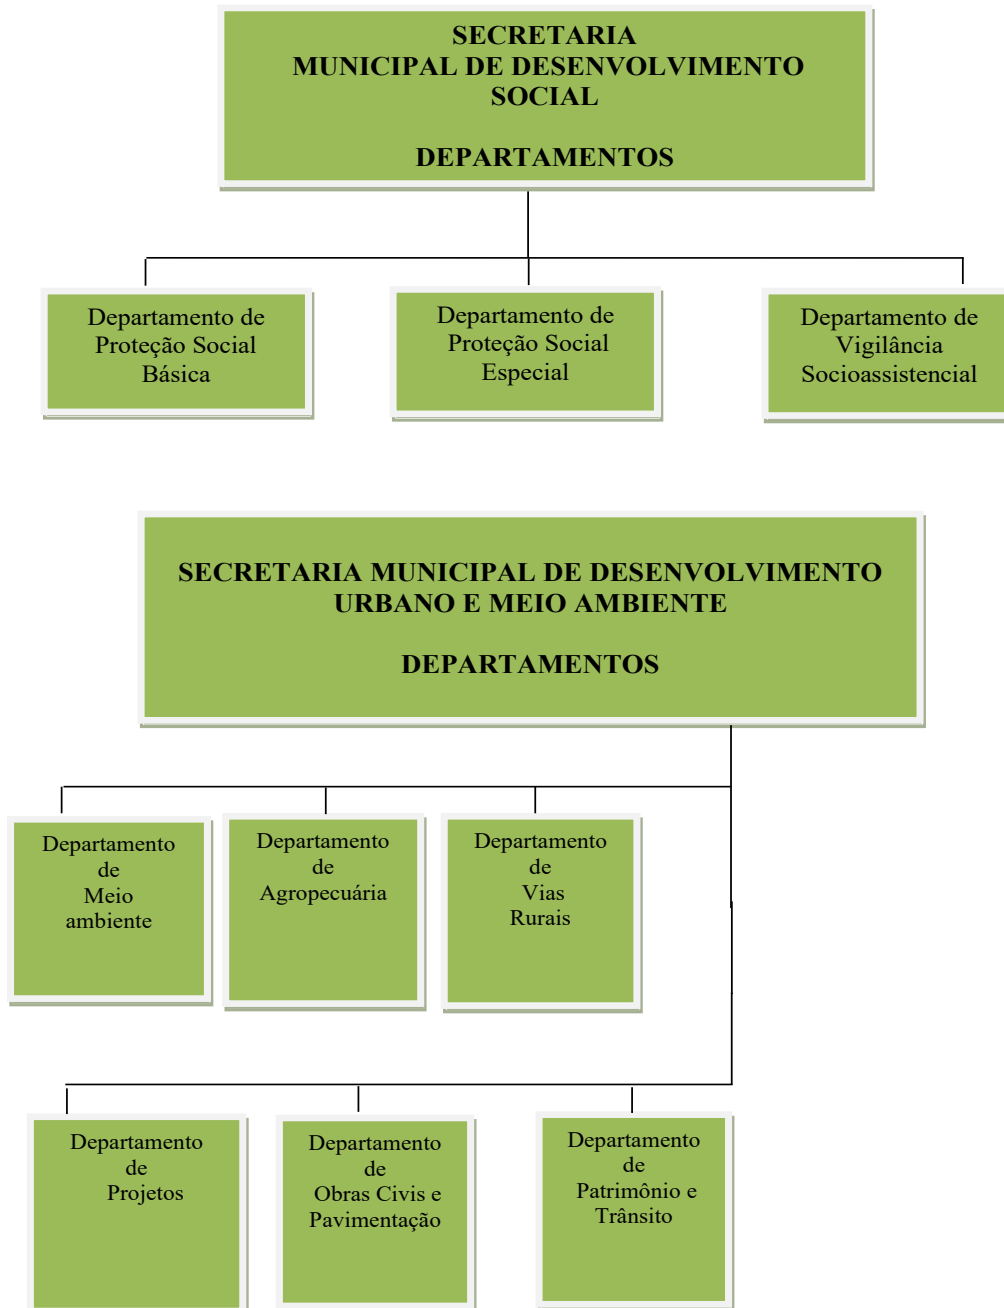 SECRETARIA
MUNICIPAL DE DESENVOLVIMENTO
SOCIAL
DEPARTAMENTOS
Departamento de
Proteção Social
Básica
Departamento de
Proteção Social
Especial
Departamento de
Vigilância
Socioassistencial
SECRETARIA MUNICIPAL DE DESENVOLVIMENTO
URBANO E MEIO AMBIENTE
DEPARTAMENTOS
Departamento
de
Meio
ambiente
Departamento
de
Agropecuária
Departamento
de
Vias
Rurais
Departamento
de
Projetos
Departamento
de
Obras Civis e
Pavimentação
Departamento
de
Patrimônio e
Trânsito